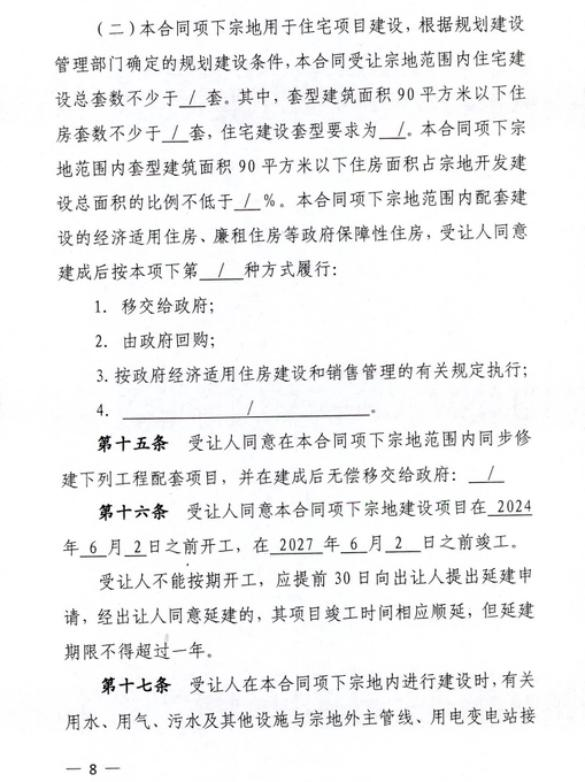 （二）本合同项下宗地用于住宅项目建设，根据规划建设
管理部门确定的规划建设条件，本合同受让宗地范围内住宅建
设总套数不少于 / 套。其中，套型建筑面积 90 平方米以下住
房套数不少于 / 套，住宅建设套型要求为 / 。本合同项下宗
地范围内套型建筑面积 90 平方米以下住房面积占宗地开发建
设总面积的比例不低于 / %。本合同项下宗地范围内配套建
设的经济适用住房、廉租住房等政府保障性住房，受让人同意
建成后按本项下第 / 种方式履行：
1. 移交给政府；
2. 由政府回购；
3. 按政府经济适用住房建设和销售管理的有关规定执行；
4. / 。
第十五条 受让人同意在本合同项下宗地范围内同步修
建下列工程配套项目，并在建成后无偿移交给政府： /
第十六条 受让人同意本合同项下宗地建设项目在 2024
年 6 月 2 日之前开工，在 2027 年 6 月 2 日之前竣工。
受让人不能按期开工，应提前 30 日向出让人提出延建申
请，经出让人同意延建的，其项目竣工时间相应顺延，但延建
期限不得超过一年。
第十七条 受让人在本合同项下宗地内进行建设时，有关
用水、用气、污水及其他设施与宗地外主管线、用电变电站接
— 8 —